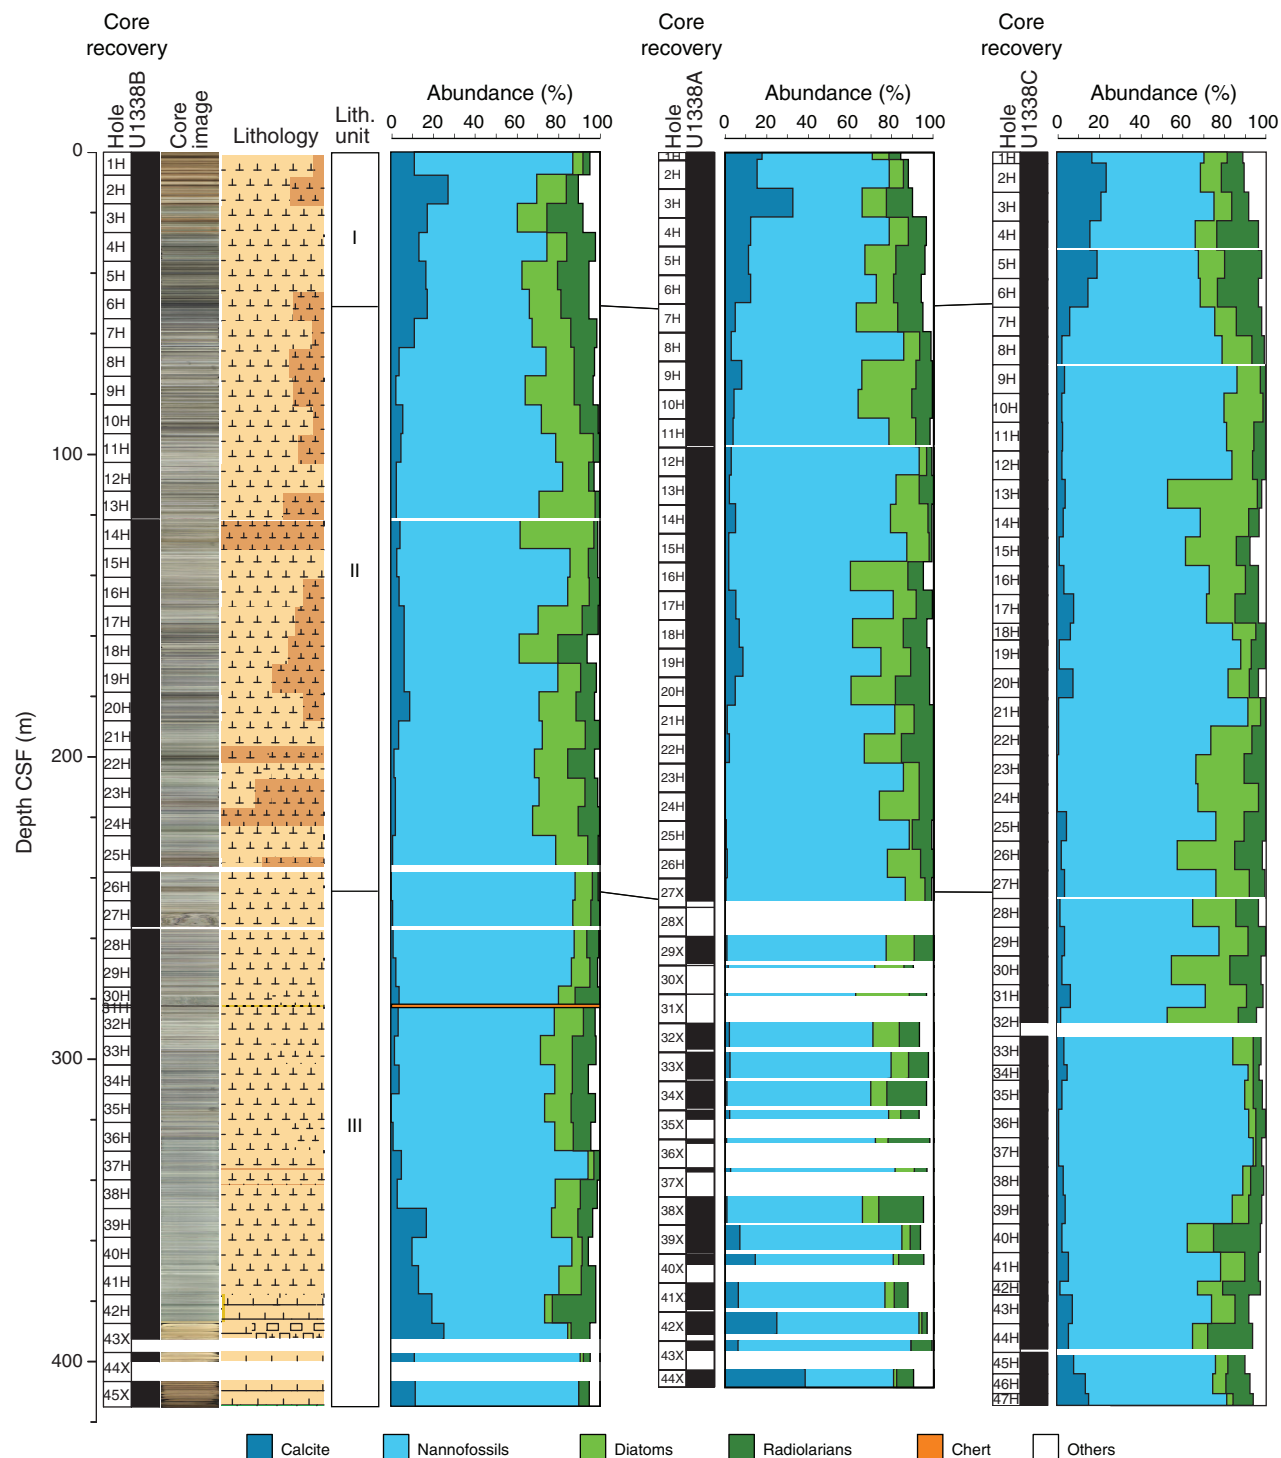 Core recovery
Core recovery
Core recovery
Hole U1338B
Core image
Lithology
Lith. unit
Abundance (%)
0 20 40 60 80 100
Hole U1338A
Abundance (%)
0 20 40 60 80 100
Hole U1338C
Abundance (%)
0 20 40 60 80 100
Depth CSF (m)
0
100
200
300
400
1H
2H
3H
4H
5H
6H
7H
8H
9H
10H
11H
12H
13H
14H
15H
16H
17H
18H
19H
20H
21H
22H
23H
24H
25H
26H
27H
28H
29H
30H
31H
32H
33H
34H
35H
36H
37H
38H
39H
40H
41H
42H
43X
44X
45X
I
II
III
1H
2H
3H
4H
5H
6H
7H
8H
9H
10H
11H
12H
13H
14H
15H
16H
17H
18H
19H
20H
21H
22H
23H
24H
25H
26H
27X
28X
29X
30X
31X
32X
33X
34X
35X
36X
37X
38X
39X
40X
41X
42X
43X
44X
1H
2H
3H
4H
5H
6H
7H
8H
9H
10H
11H
12H
13H
14H
15H
16H
17H
18H
19H
20H
21H
22H
23H
24H
25H
26H
27H
28H
29H
30H
31H
32H
33H
34H
35H
36H
37H
38H
39H
40H
41H
42H
43H
44H
45H
46H
47H
Calcite Nannofossils Diatoms Radiolarians Chert Others